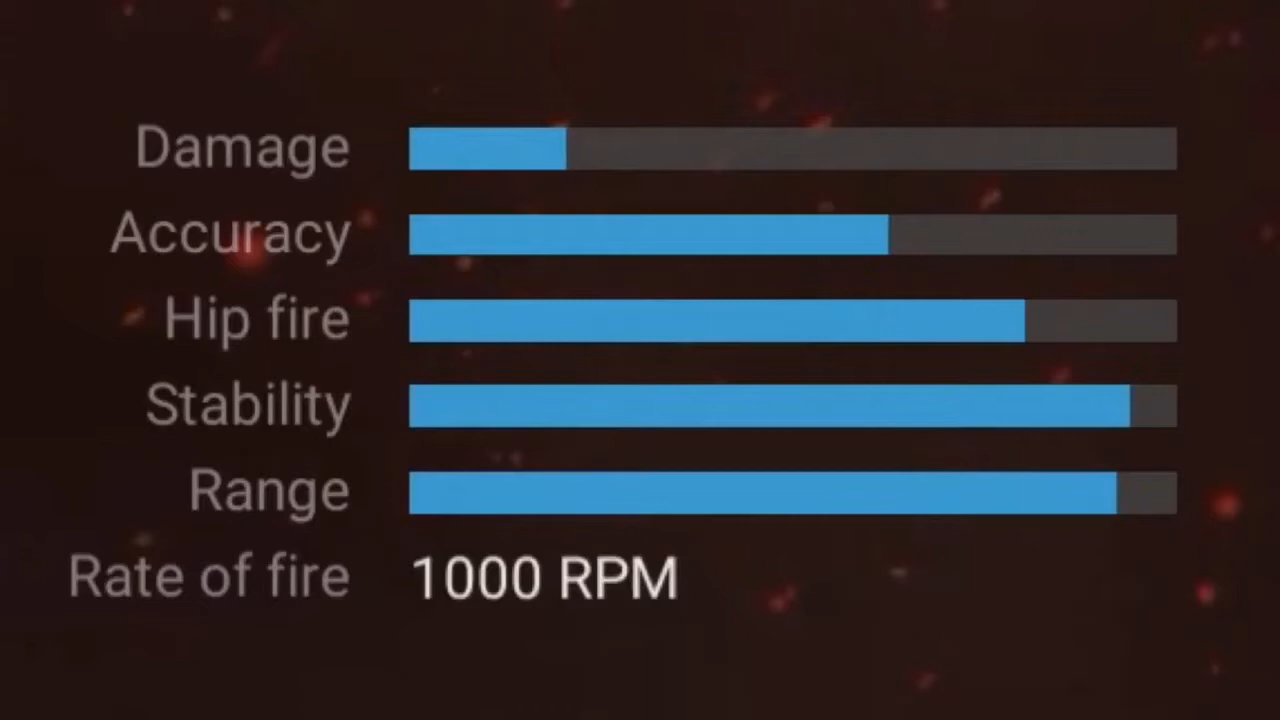 Damage
Accuracy
Hip fire
Stability
Range
Rate of fire 1000 RPM